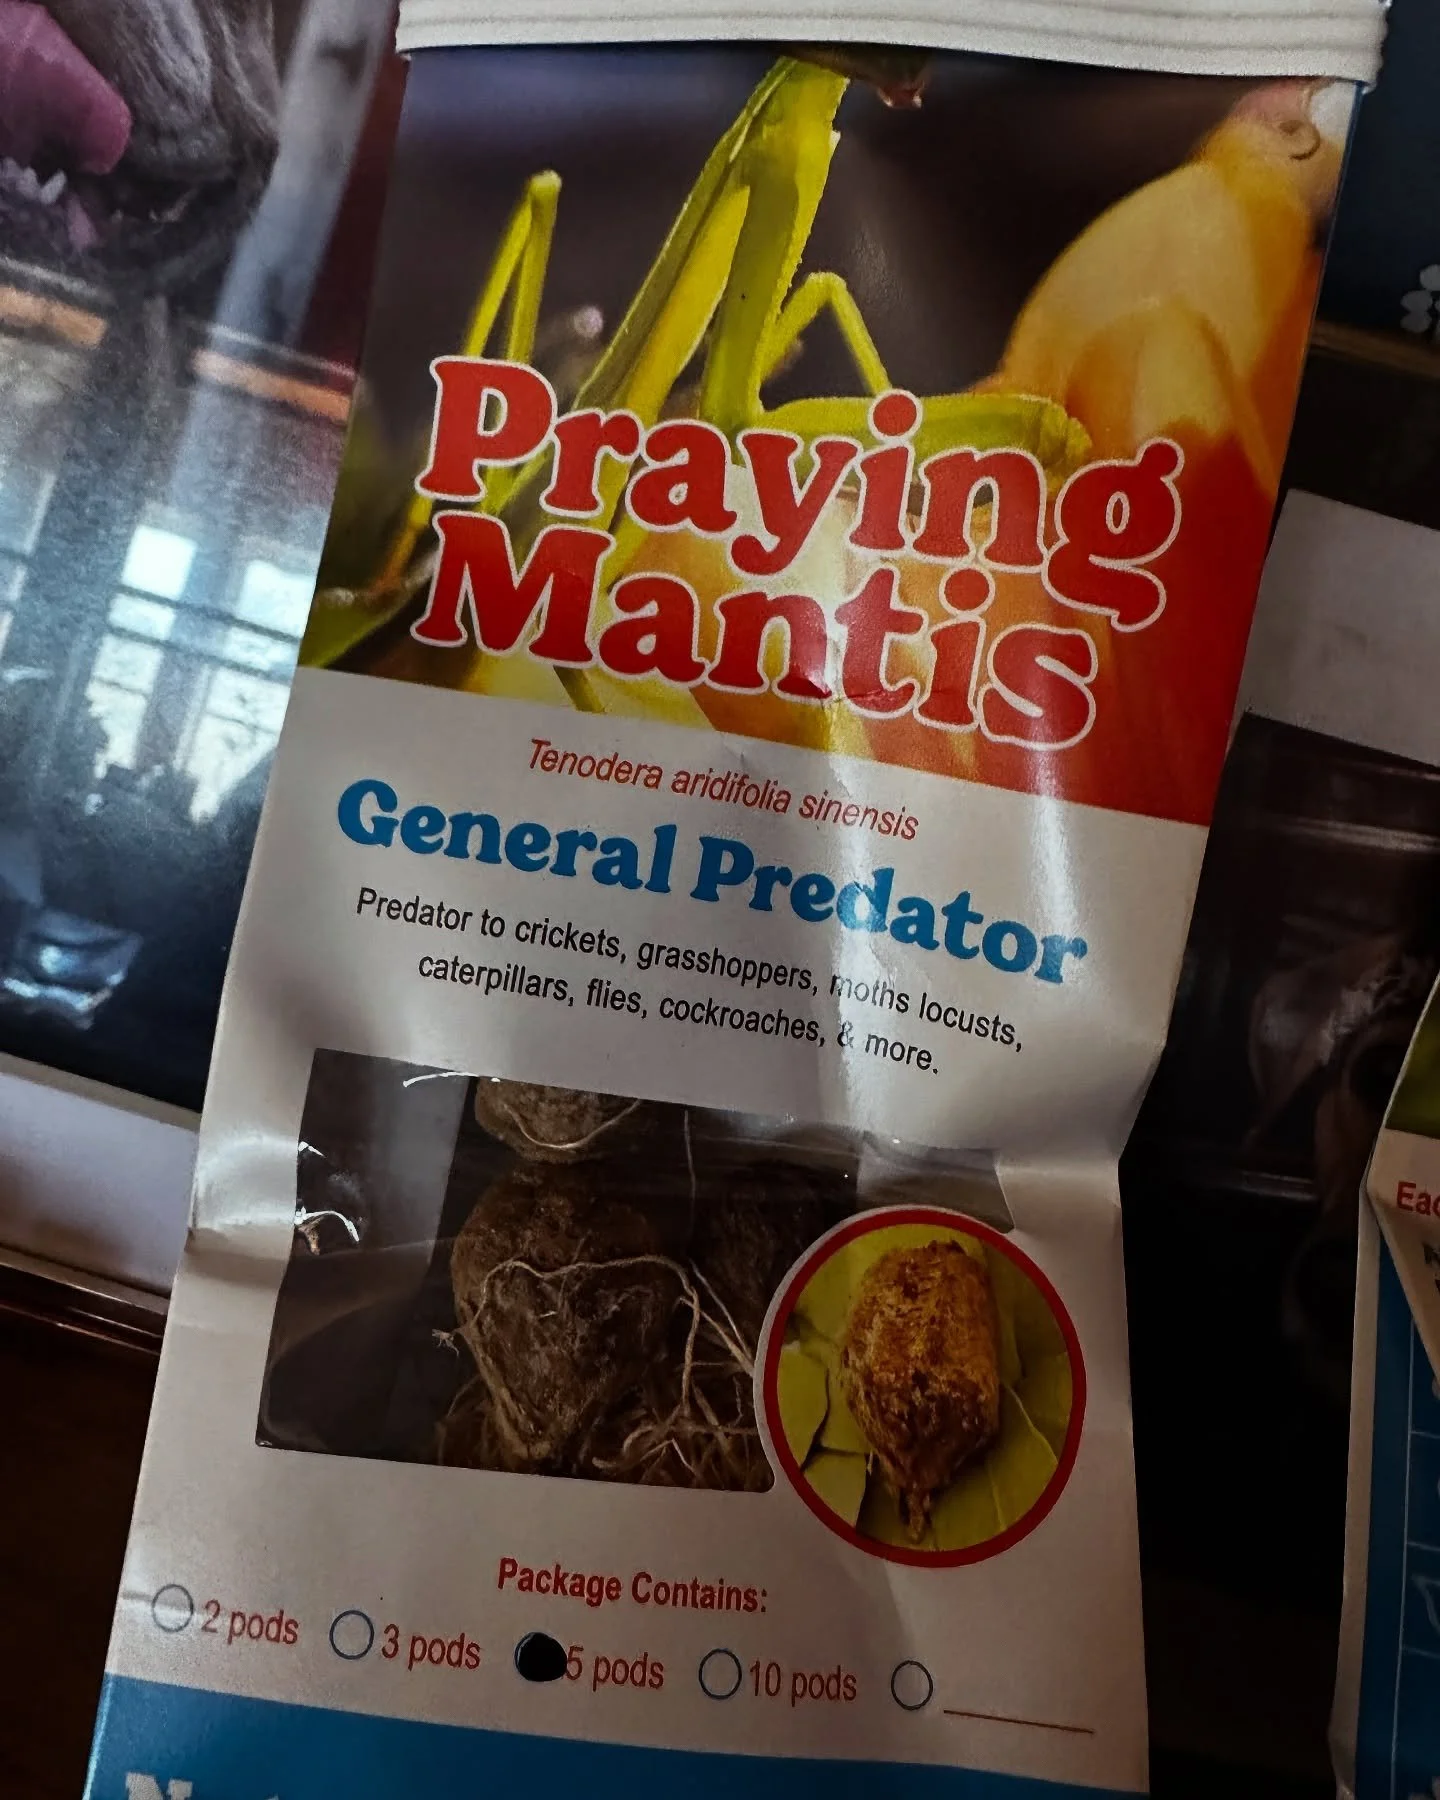 Praying
Mantis
Tenodera aridifolia sinensis
General Predator
Predator to crickets, grasshoppers, moths locusts,
caterpillars, flies, cockroaches, & more.
Package Contains:
2 pods 3 pods 5 pods 10 pods